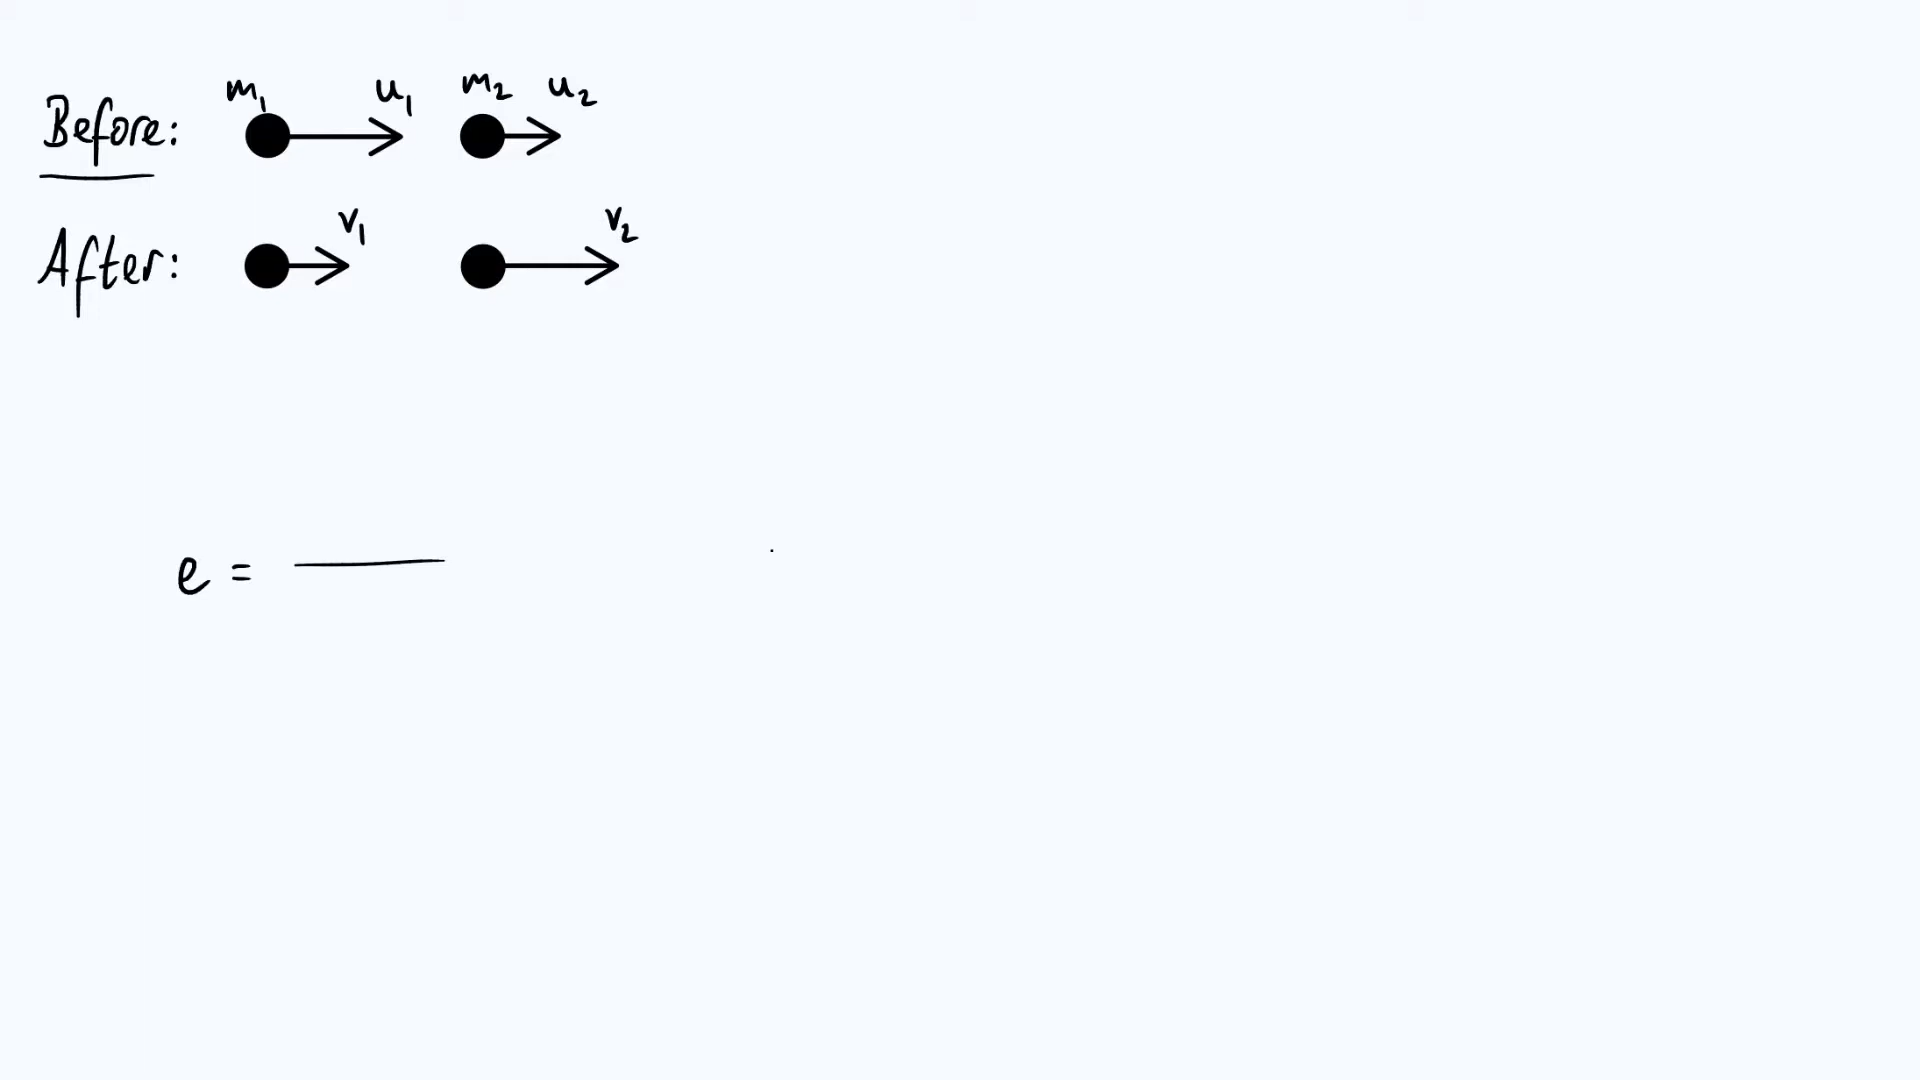 Before: m₁ u₁ m₂ u₂
After: v₁ v₂
e =